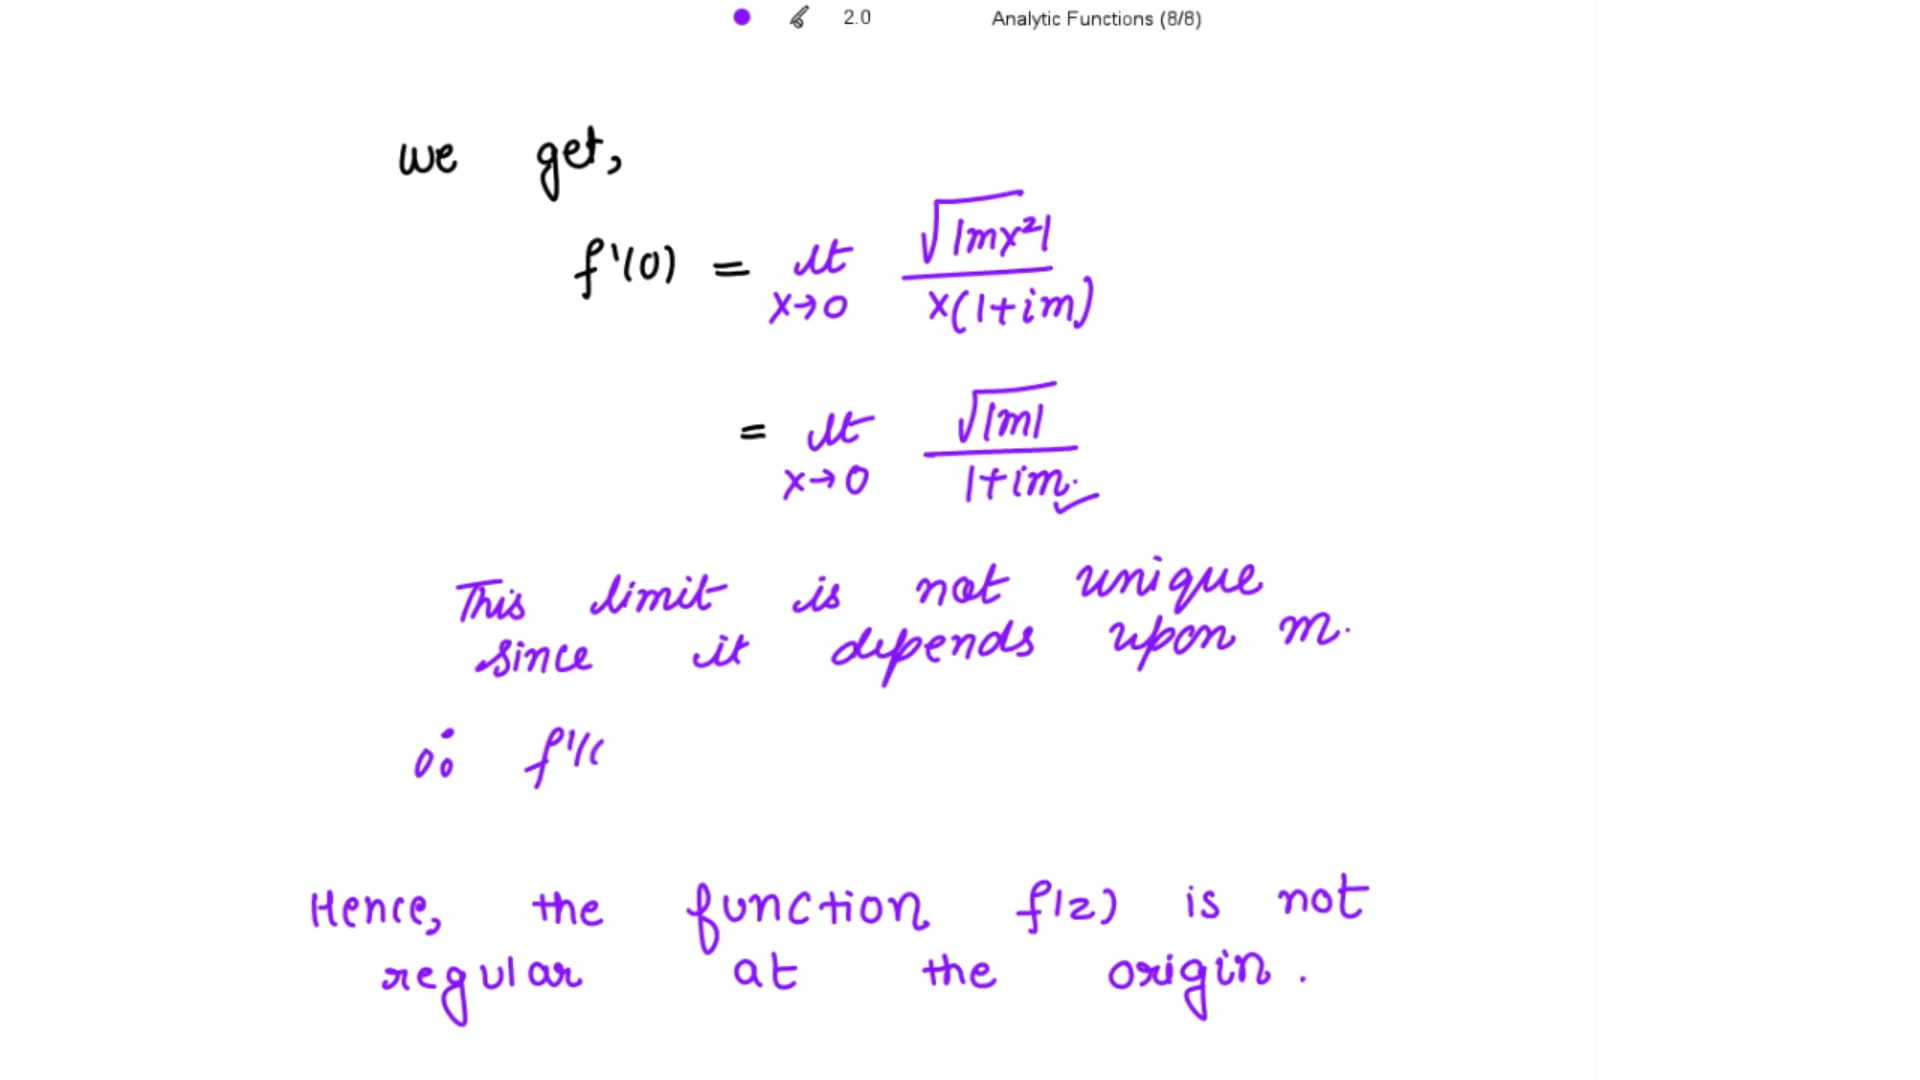 2.0 Analytic Functions (8/8)
we get,
f'(0) = lt x→0 √|mx²| / x(1+im)
= lt x→0 √|m| / 1+im.
This limit is not unique
since it depends upon m.
∴ f'(
Hence, the function f(z) is not
regular at the origin.